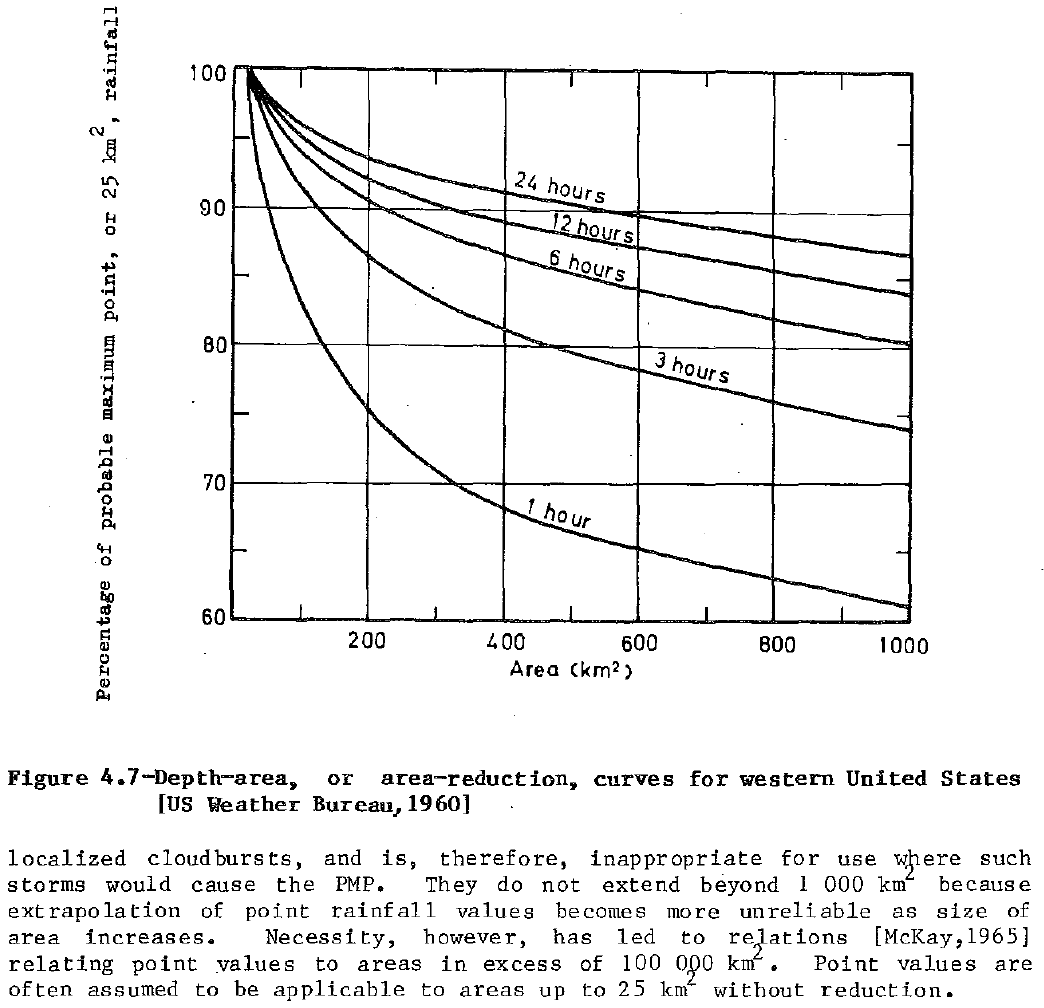 Percentage of probable maximum point, or 25 km², rainfall
100
90
80
70
60
24 hours
12 hours
6 hours
3 hours
1 hour
200 400 600 800 1000
Area (km²)
Figure 4.7-Depth-area, or area-reduction, curves for western United States
[US Weather Bureau, 1960]
localized cloudbursts, and is, therefore, inappropriate for use where such
storms would cause the PMP. They do not extend beyond 1 000 km² because
extrapolation of point rainfall values becomes more unreliable as size of
area increases. Necessity, however, has led to relations [McKay,1965]
relating point values to areas in excess of 100 000 km². Point values are
often assumed to be applicable to areas up to 25 km² without reduction.